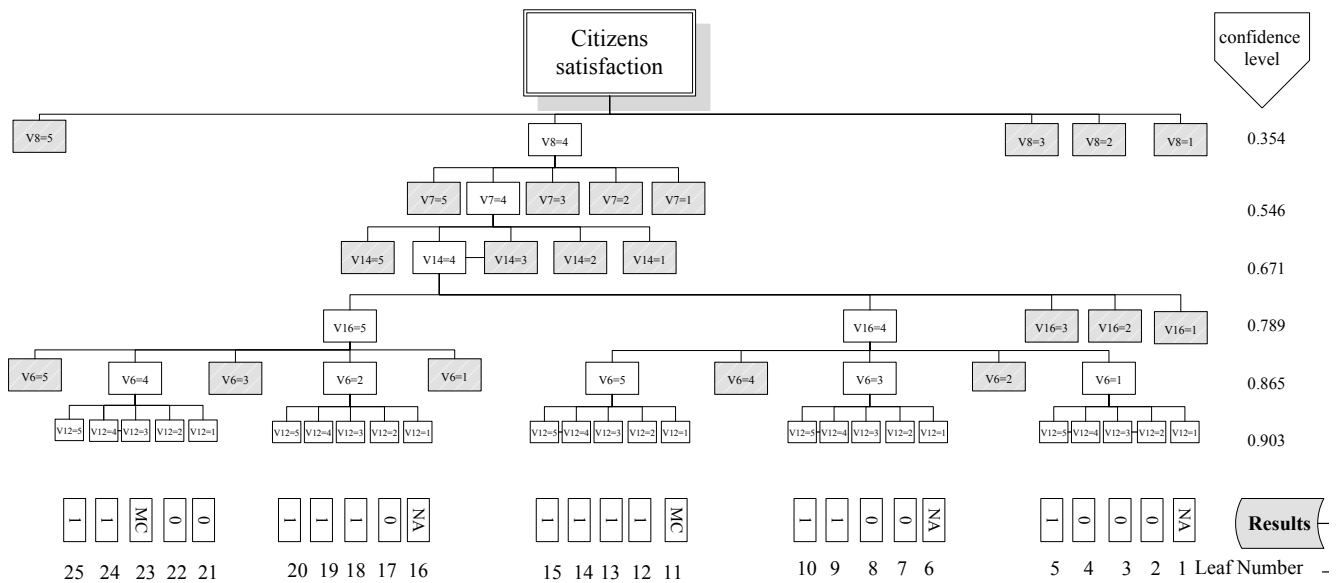 Citizens
satisfaction
confidence
level
V8=5 V8=4 V8=3 V8=2 V8=1 0.354
V7=5 V7=4 V7=3 V7=2 V7=1 0.546
V14=5 V14=4 V14=3 V14=2 V14=1 0.671
V16=5 V16=4 V16=3 V16=2 V16=1 0.789
V6=5 V6=4 V6=3 V6=2 V6=1 V6=5 V6=4 V6=3 V6=2 V6=1 0.865
V12=5 V12=4 V12=3 V12=2 V12=1 V12=5 V12=4 V12=3 V12=2 V12=1 V12=5 V12=4 V12=3 V12=2 V12=1 V12=5 V12=4 V12=3 V12=2 V12=1 V12=5 V12=4 V12=3 V12=2 V12=1 0.903
1 1 MC 0 0 1 1 1 0 NA 1 1 1 1 MC 1 1 0 0 NA 1 0 0 0 NA Results
25 24 23 22 21 20 19 18 17 16 15 14 13 12 11 10 9 8 7 6 5 4 3 2 1 Leaf Number